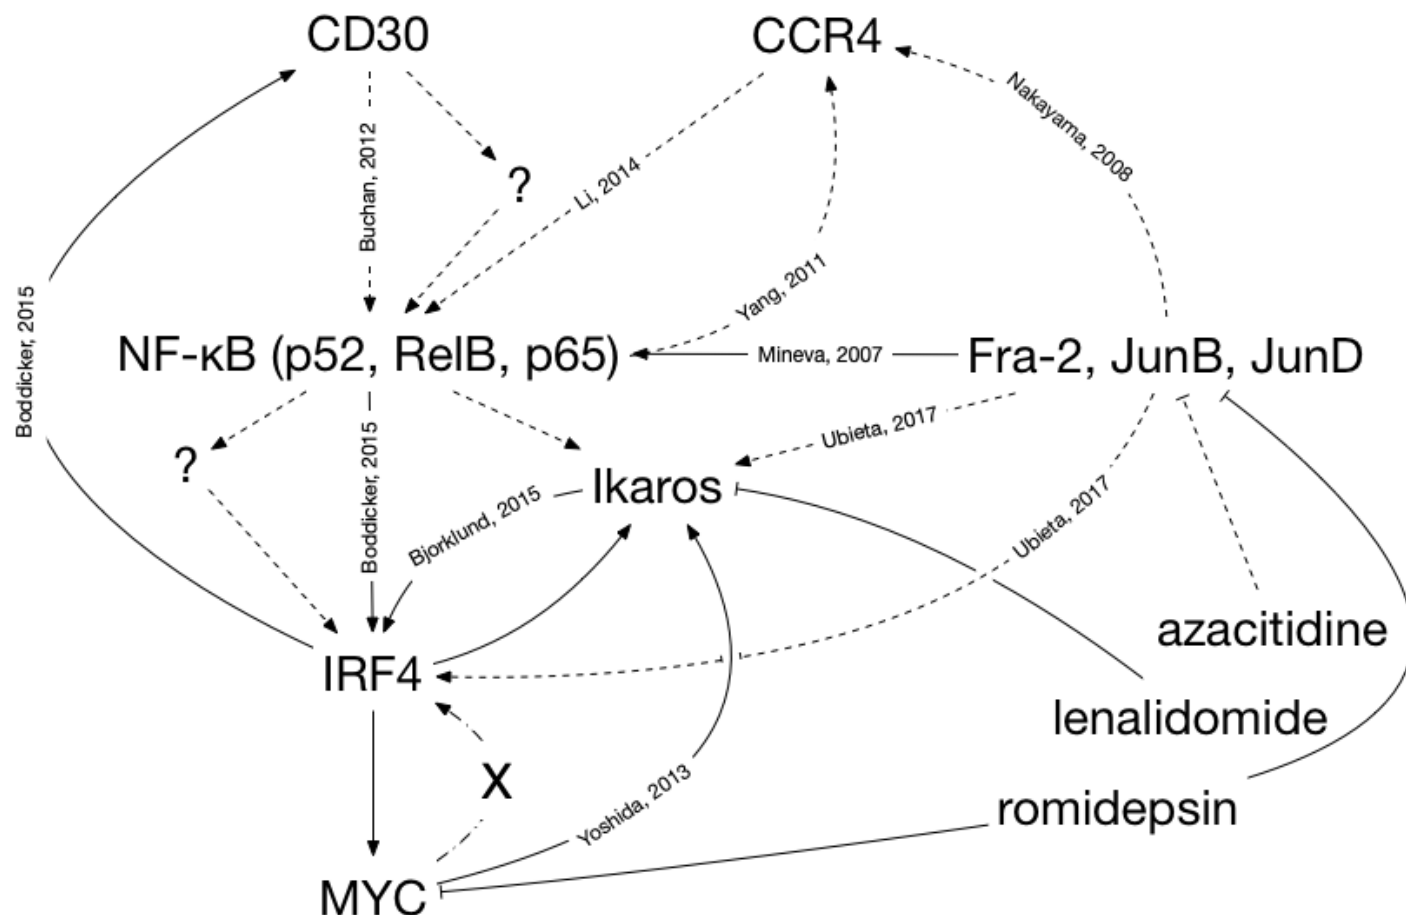 CD30
CCR4
Nakayama, 2008
Buchan, 2012
?
Li, 2014
Yang, 2011
Boddicker, 2015
NF-κB (p52, RelB, p65)
Mineva, 2007
Fra-2, JunB, JunD
Ubieta, 2017
?
Boddicker, 2015
Ikaros
Bjorklund, 2015
Ubieta, 2017
azacitidine
IRF4
lenalidomide
X
Yoshida, 2013
romidepsin
MYC